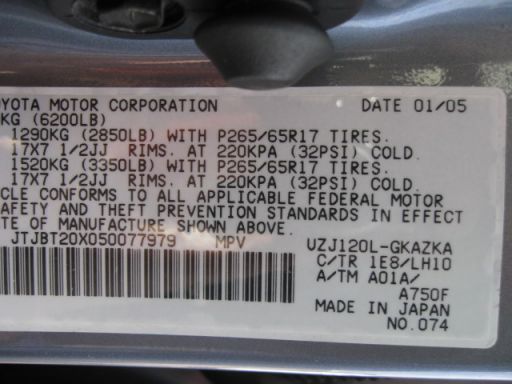 OYOTA MOTOR CORPORATION DATE 01/05
KG (6200LB)
1290KG (2850LB) WITH P265/65R17 TIRES.
17X7 1/2JJ RIMS. AT 220KPA (32PSI) COLD.
1520KG (3350LB) WITH P265/65R17 TIRES.
17X7 1/2JJ RIMS. AT 220KPA (32PSI) COLD.
CLE CONFORMS TO ALL APPLICABLE FEDERAL MOTOR
SAFETY AND THEFT PREVENTION STANDARDS IN EFFECT
ATE OF MANUFACTURE SHOWN ABOVE.
JTJBT20X050077979 MPV UZJ120L-GKAZKA
C/TR 1E8/LH10
A/TM A01A/
A750F
MADE IN JAPAN
NO.074